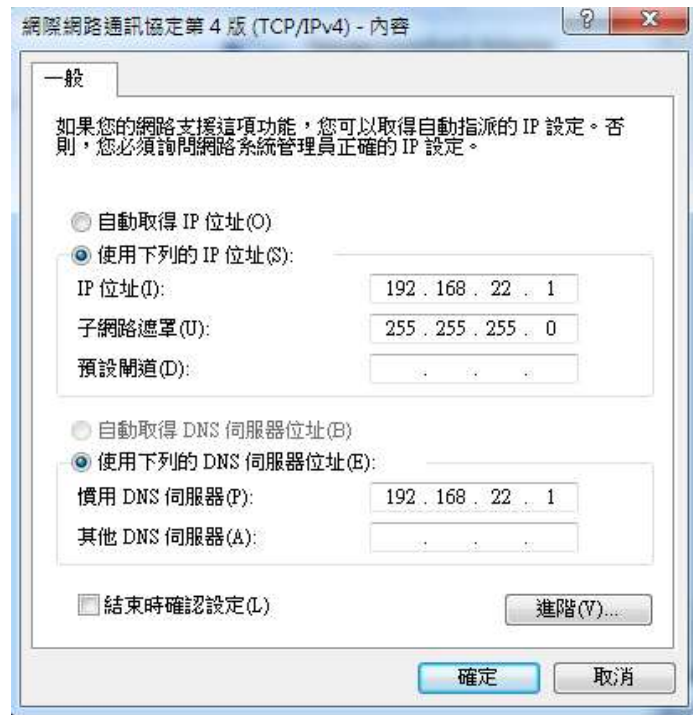 網際網路通訊協定第 4 版 (TCP/IPv4) - 內容
一般
如果您的網路支援這項功能，您可以取得自動指派的 IP 設定。否
則，您必須詢問網路系統管理員正確的 IP 設定。
自動取得 IP 位址(O)
使用下列的 IP 位址(S):
IP 位址(I): 192 . 168 . 22 . 1
子網路遮罩(U): 255 . 255 . 255 . 0
預設閘道(D): . . .
自動取得 DNS 伺服器位址(B)
使用下列的 DNS 伺服器位址(E):
慣用 DNS 伺服器(P): 192 . 168 . 22 . 1
其他 DNS 伺服器(A): . . .
結束時確認設定(L)
進階(V)...
確定 取消